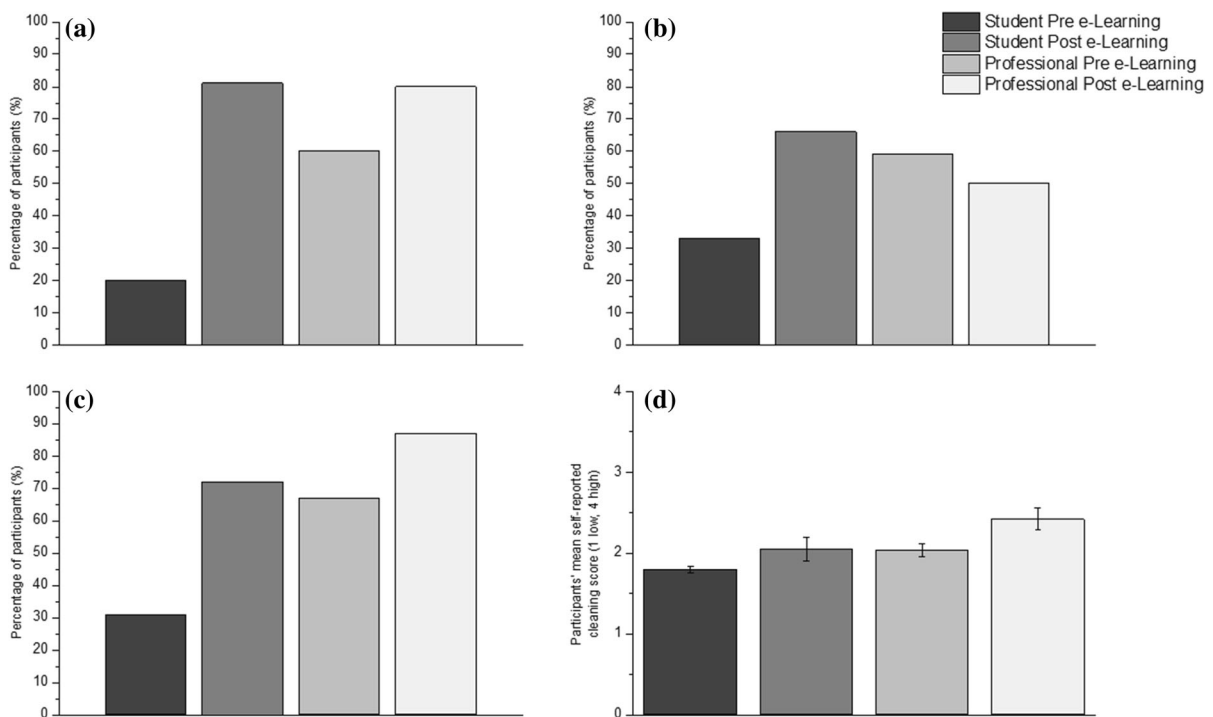 (a)
100
90
80
70
60
50
40
30
20
10
0
Percentage of participants (%)
(b)
100
90
80
70
60
50
40
30
20
10
0
Percentage of participants (%)
Student Pre e-Learning
Student Post e-Learning
Professional Pre e-Learning
Professional Post e-Learning
(c)
100
90
80
70
60
50
40
30
20
10
0
Percentage of participants (%)
(d)
4
3
2
1
0
Participants' mean self-reported
cleaning score (1 low, 4 high)